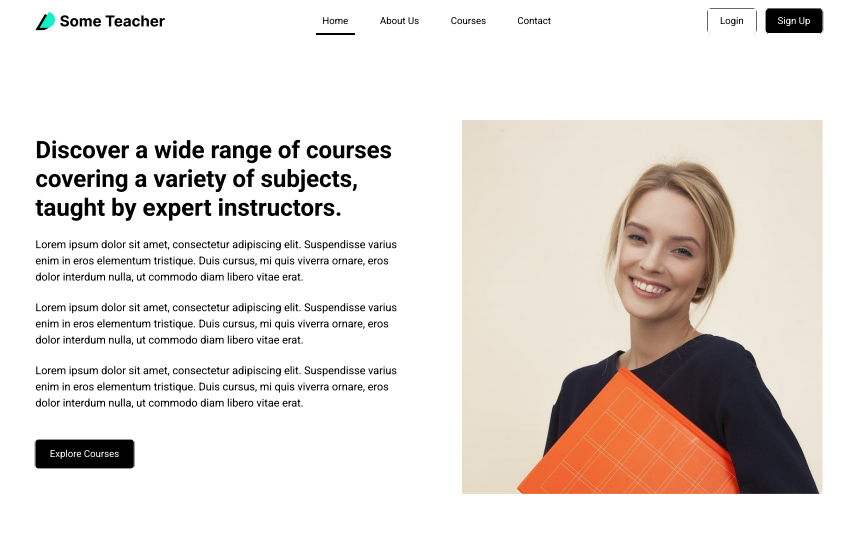 Some Teacher
Home
About Us
Courses
Contact
Login
Sign Up
Discover a wide range of courses
covering a variety of subjects,
taught by expert instructors.
Lorem ipsum dolor sit amet, consectetur adipiscing elit. Suspendisse varius
enim in eros elementum tristique. Duis cursus, mi quis viverra ornare, eros
dolor interdum nulla, ut commodo diam libero vitae erat.
Lorem ipsum dolor sit amet, consectetur adipiscing elit. Suspendisse varius
enim in eros elementum tristique. Duis cursus, mi quis viverra ornare, eros
dolor interdum nulla, ut commodo diam libero vitae erat.
Lorem ipsum dolor sit amet, consectetur adipiscing elit. Suspendisse varius
enim in eros elementum tristique. Duis cursus, mi quis viverra ornare, eros
dolor interdum nulla, ut commodo diam libero vitae erat.
Explore Courses